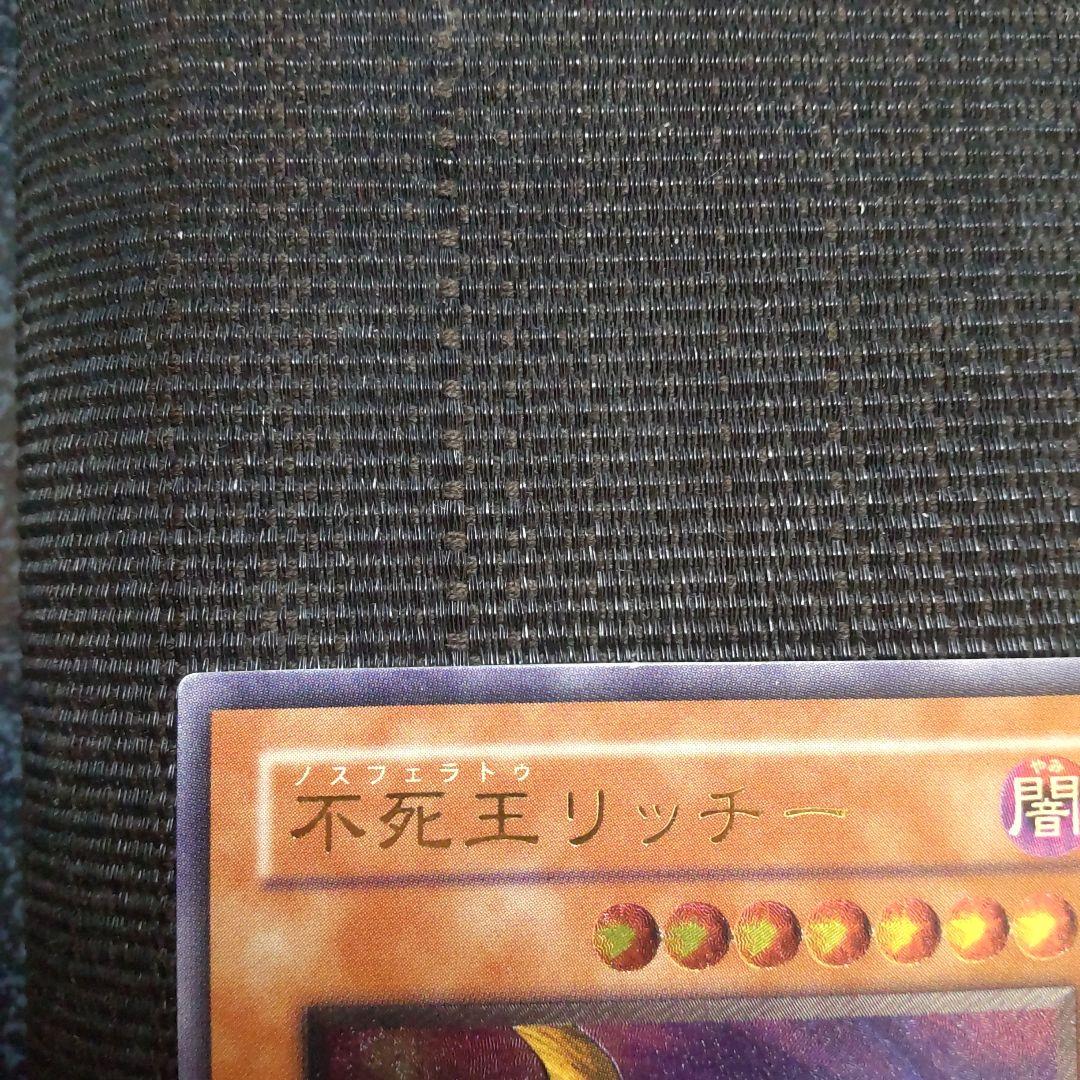 ノスフェラトゥ
不死王リッチー
やみ
闇